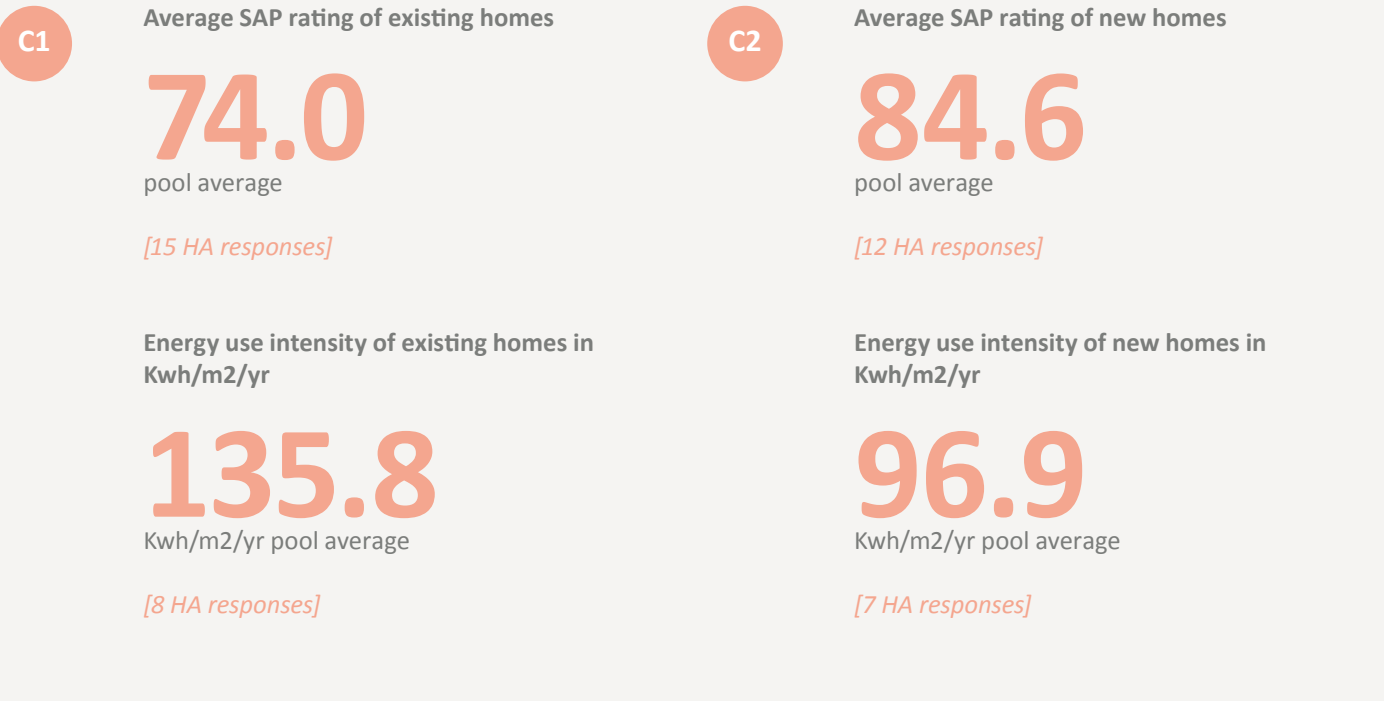 C1
Average SAP rating of existing homes
74.0
pool average
[15 HA responses]
Energy use intensity of existing homes in
Kwh/m2/yr
135.8
Kwh/m2/yr pool average
[8 HA responses]
C2
Average SAP rating of new homes
84.6
pool average
[12 HA responses]
Energy use intensity of new homes in
Kwh/m2/yr
96.9
Kwh/m2/yr pool average
[7 HA responses]